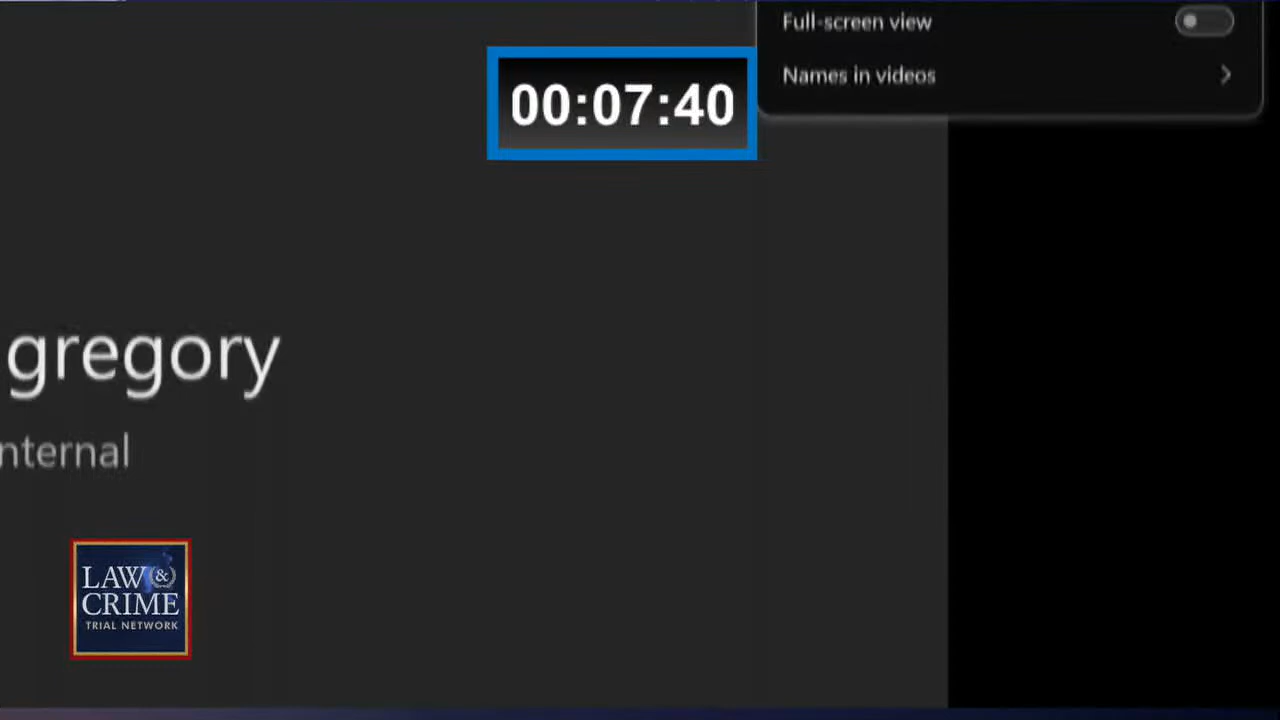 Full-screen view
Names in videos
00:07:40
gregory
nternal
LAW &
CRIME
TRIAL NETWORK